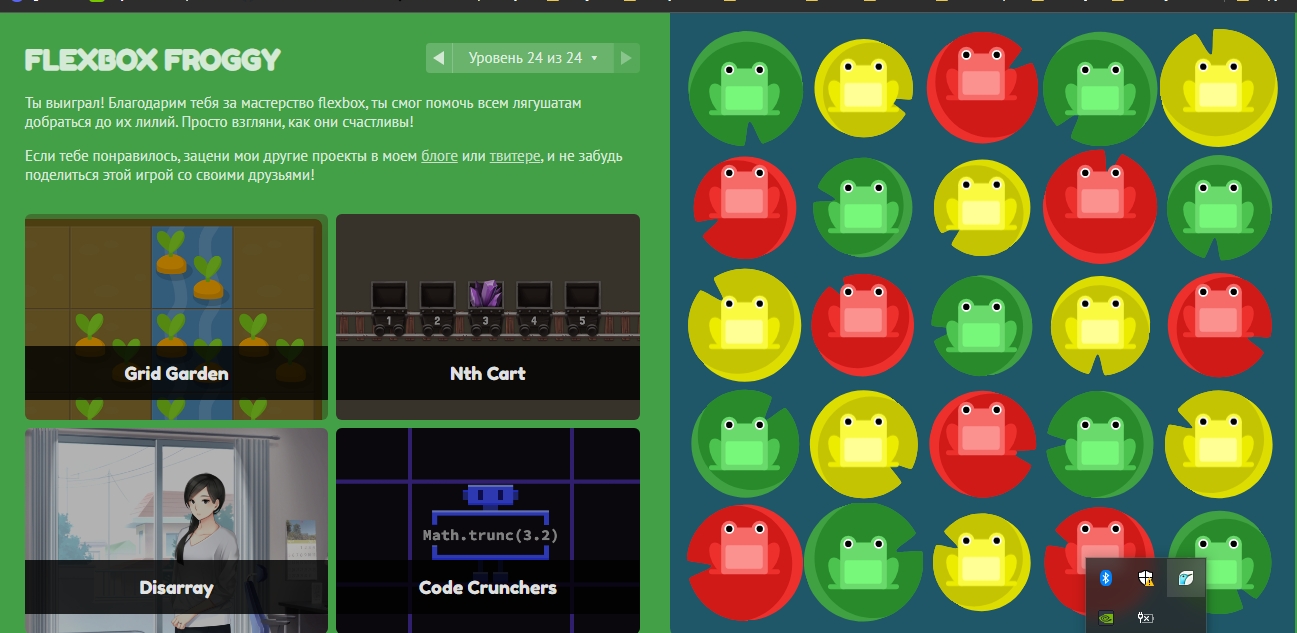 FLEXBOX FROGGY
Уровень 24 из 24
Ты выиграл! Благодарим тебя за мастерство flexbox, ты смог помочь всем лягушатам
добраться до их лилий. Просто взгляни, как они счастливы!
Если тебе понравилось, зацени мои другие проекты в моем блоге или твитере, и не забудь
поделиться этой игрой со своими друзьями!
1 2 3 4 5
Grid Garden
Nth Cart
Math.trunc(3.2)
Disarray
Code Crunchers